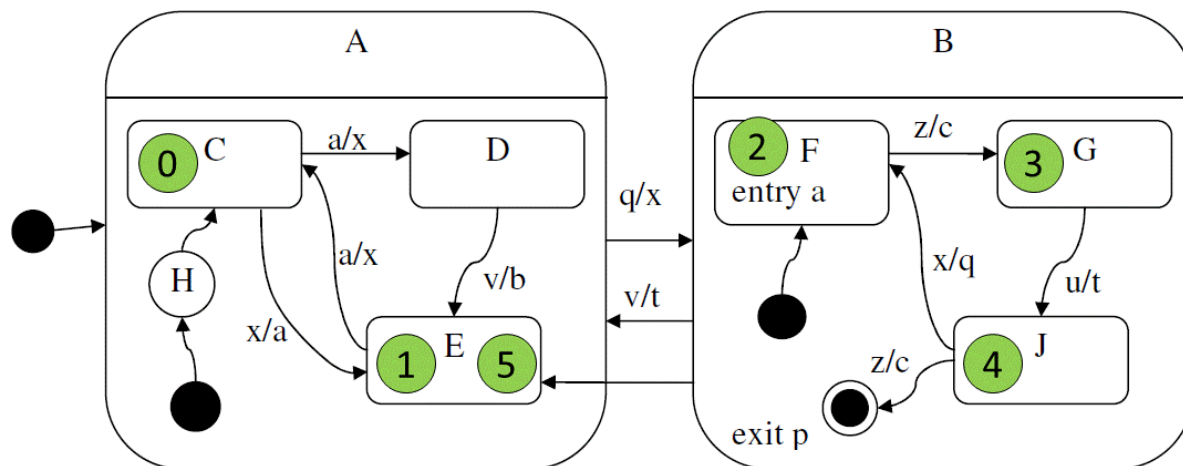 A
B
0 C
a/x
D
2 F
entry a
z/c
3 G
q/x
H
a/x
v/b
x/a
1 E 5
v/t
x/q
u/t
4 J
z/c
exit p